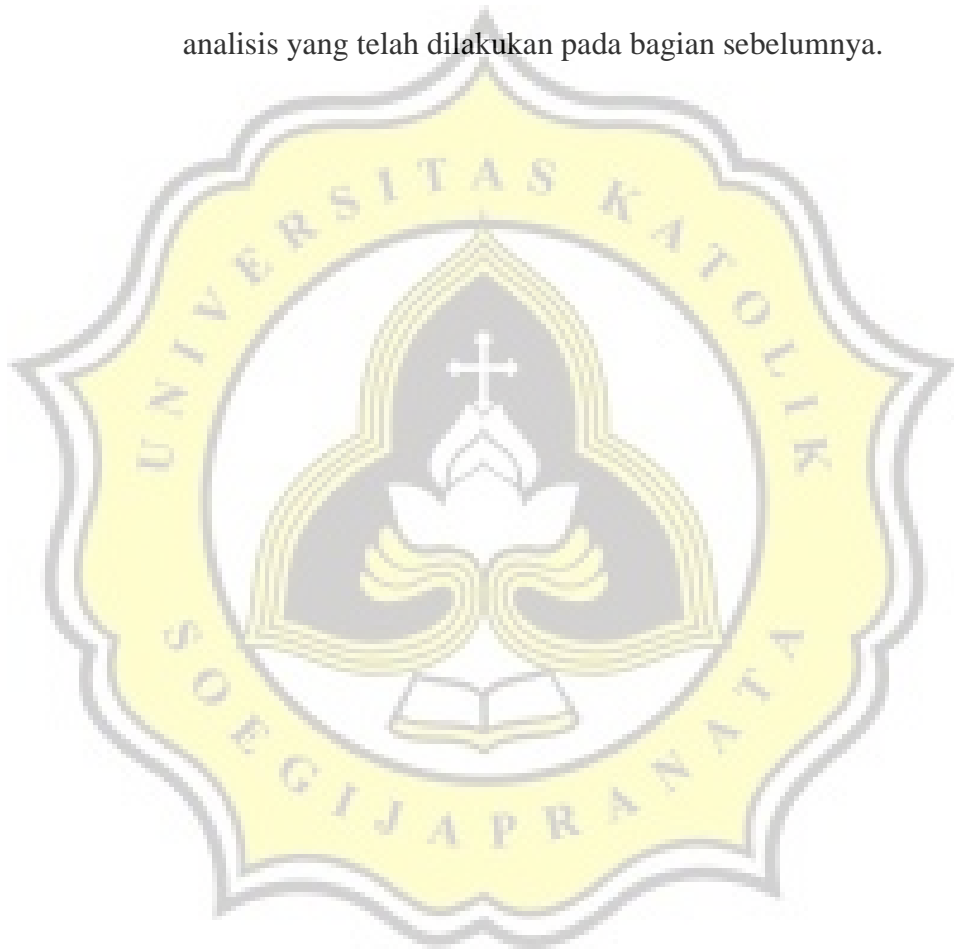 analisis yang telah dilakukan pada bagian sebelumnya.
UNIVERSITAS KATOLIK
SOEGIJAPRANATA